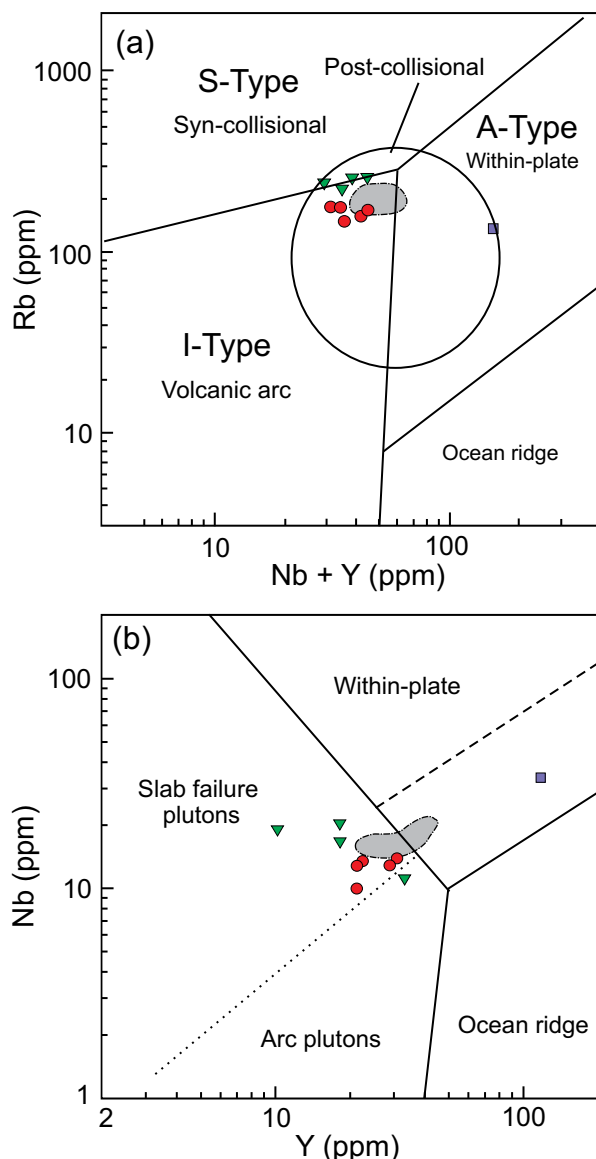 (a)
Post-collisional
S-Type
Syn-collisional
A-Type
Within-plate
I-Type
Volcanic arc
Ocean ridge
1000
100
10
Rb (ppm)
10
100
Nb + Y (ppm)
(b)
Within-plate
Slab failure
plutons
Arc plutons
Ocean ridge
100
10
1
Nb (ppm)
2
10
100
Y (ppm)